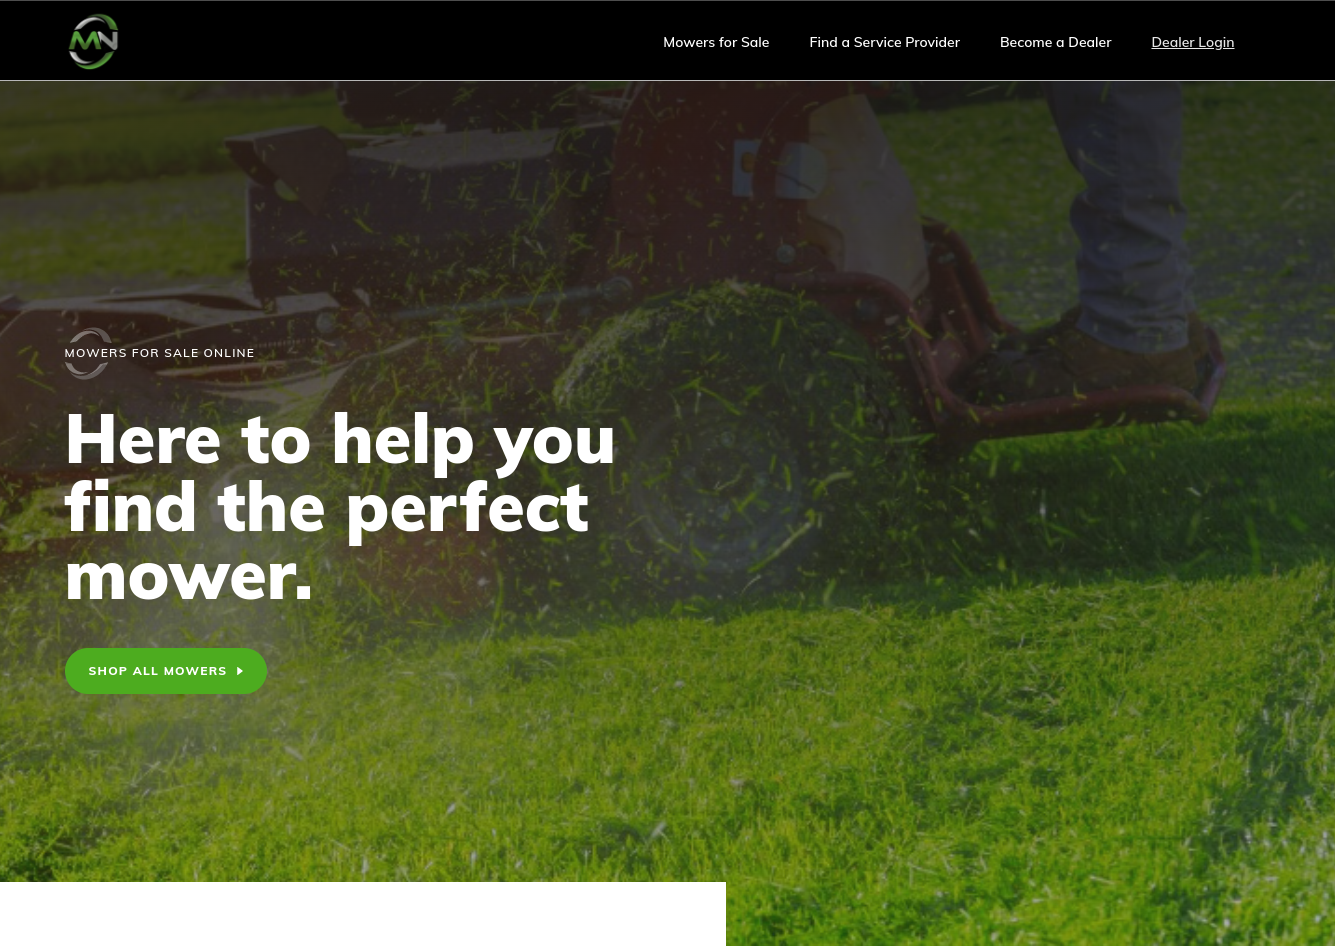 MN
Mowers for Sale
Find a Service Provider
Become a Dealer
Dealer Login
MOWERS FOR SALE ONLINE
Here to help you
find the perfect
mower.
SHOP ALL MOWERS